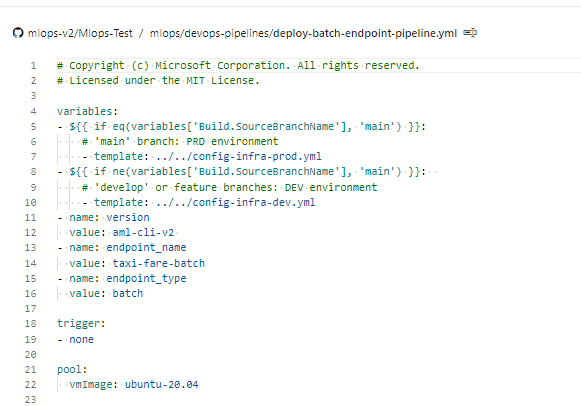 mlops-v2/Mlops-Test / mlops/devops-pipelines/deploy-batch-endpoint-pipeline.yml
1 # Copyright (c) Microsoft Corporation. All rights reserved.
2 # Licensed under the MIT License.
3
4 variables:
5 - ${{ if eq(variables['Build.SourceBranchName'], 'main') }}:
6     # 'main' branch: PRD environment
7     - template: ../../config-infra-prod.yml
8 - ${{ if ne(variables['Build.SourceBranchName'], 'main') }}:
9     # 'develop' or feature branches: DEV environment
10     - template: ../../config-infra-dev.yml
11 - name: version
12   value: aml-cli-v2
13 - name: endpoint_name
14   value: taxi-fare-batch
15 - name: endpoint_type
16   value: batch
17
18 trigger:
19 - none
20
21 pool:
22   vmImage: ubuntu-20.04
23